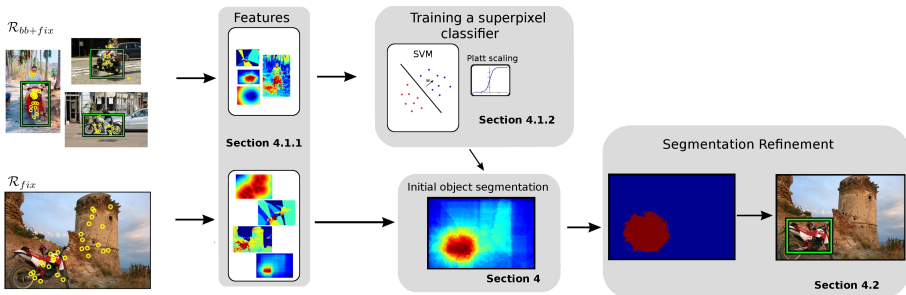 R_bb+fix
Features
Section 4.1.1
Training a superpixel
classifier
SVM
Platt scaling
Section 4.1.2
R_fix
Initial object segmentation
Section 4
Segmentation Refinement
Section 4.2